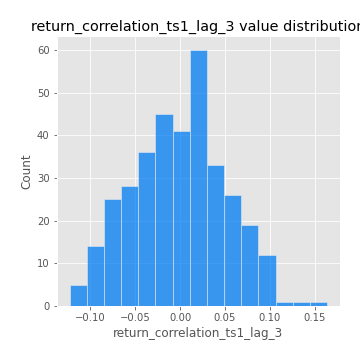 return_correlation_ts1_lag_3 value distribution
60
50
40
30
20
10
0
Count
−0.10 −0.05 0.00 0.05 0.10 0.15
return_correlation_ts1_lag_3